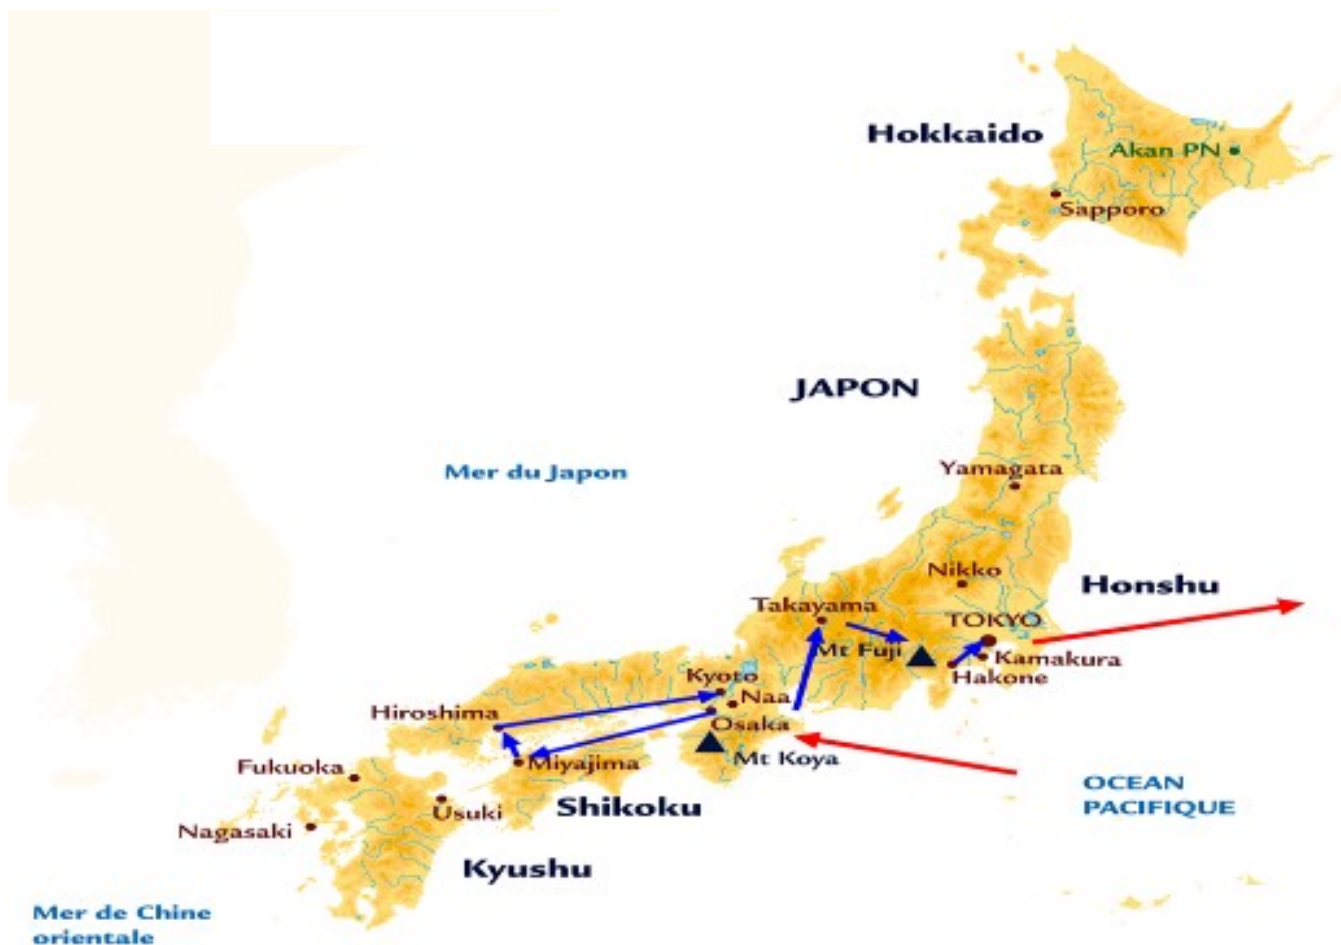 Hokkaido
Akan PN
Sapporo
JAPON
Mer du Japon
Yamagata
Nikko
Honshu
Takayama
TOKYO
Mt Fuji
Kamakura
Hakone
Kyoto
Naa
Hiroshima
Osaka
Mt Koya
Miyajima
Fukuoka
OCEAN
PACIFIQUE
Usuki
Shikoku
Nagasaki
Kyushu
Mer de Chine
orientale